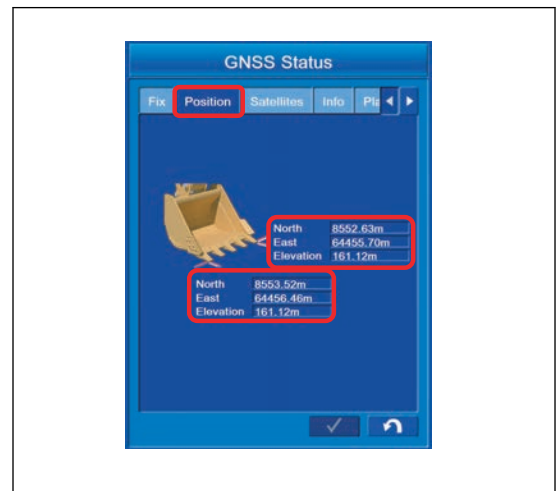 GNSS Status
Fix Position Satellites Info
North 8552.63m
East 64455.70m
Elevation 161.12m
North 8553.52m
East 64456.46m
Elevation 161.12m